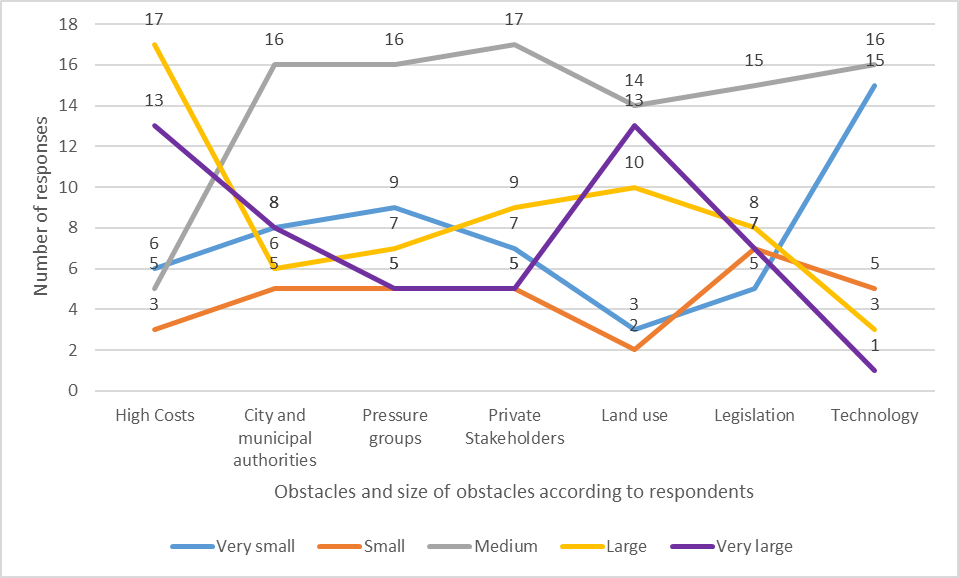 18
16
14
12
10
8
6
4
2
0
Number of responses
17
16
16
17
16
15
15
14
13
13
10
9
9
8
8
7
7
7
6
6
5
5
5
5
5
5
3
3
3
2
1
High Costs
City and
municipal
authorities
Pressure
groups
Private
Stakeholders
Land use
Legislation
Technology
Obstacles and size of obstacles according to respondents
Very small
Small
Medium
Large
Very large